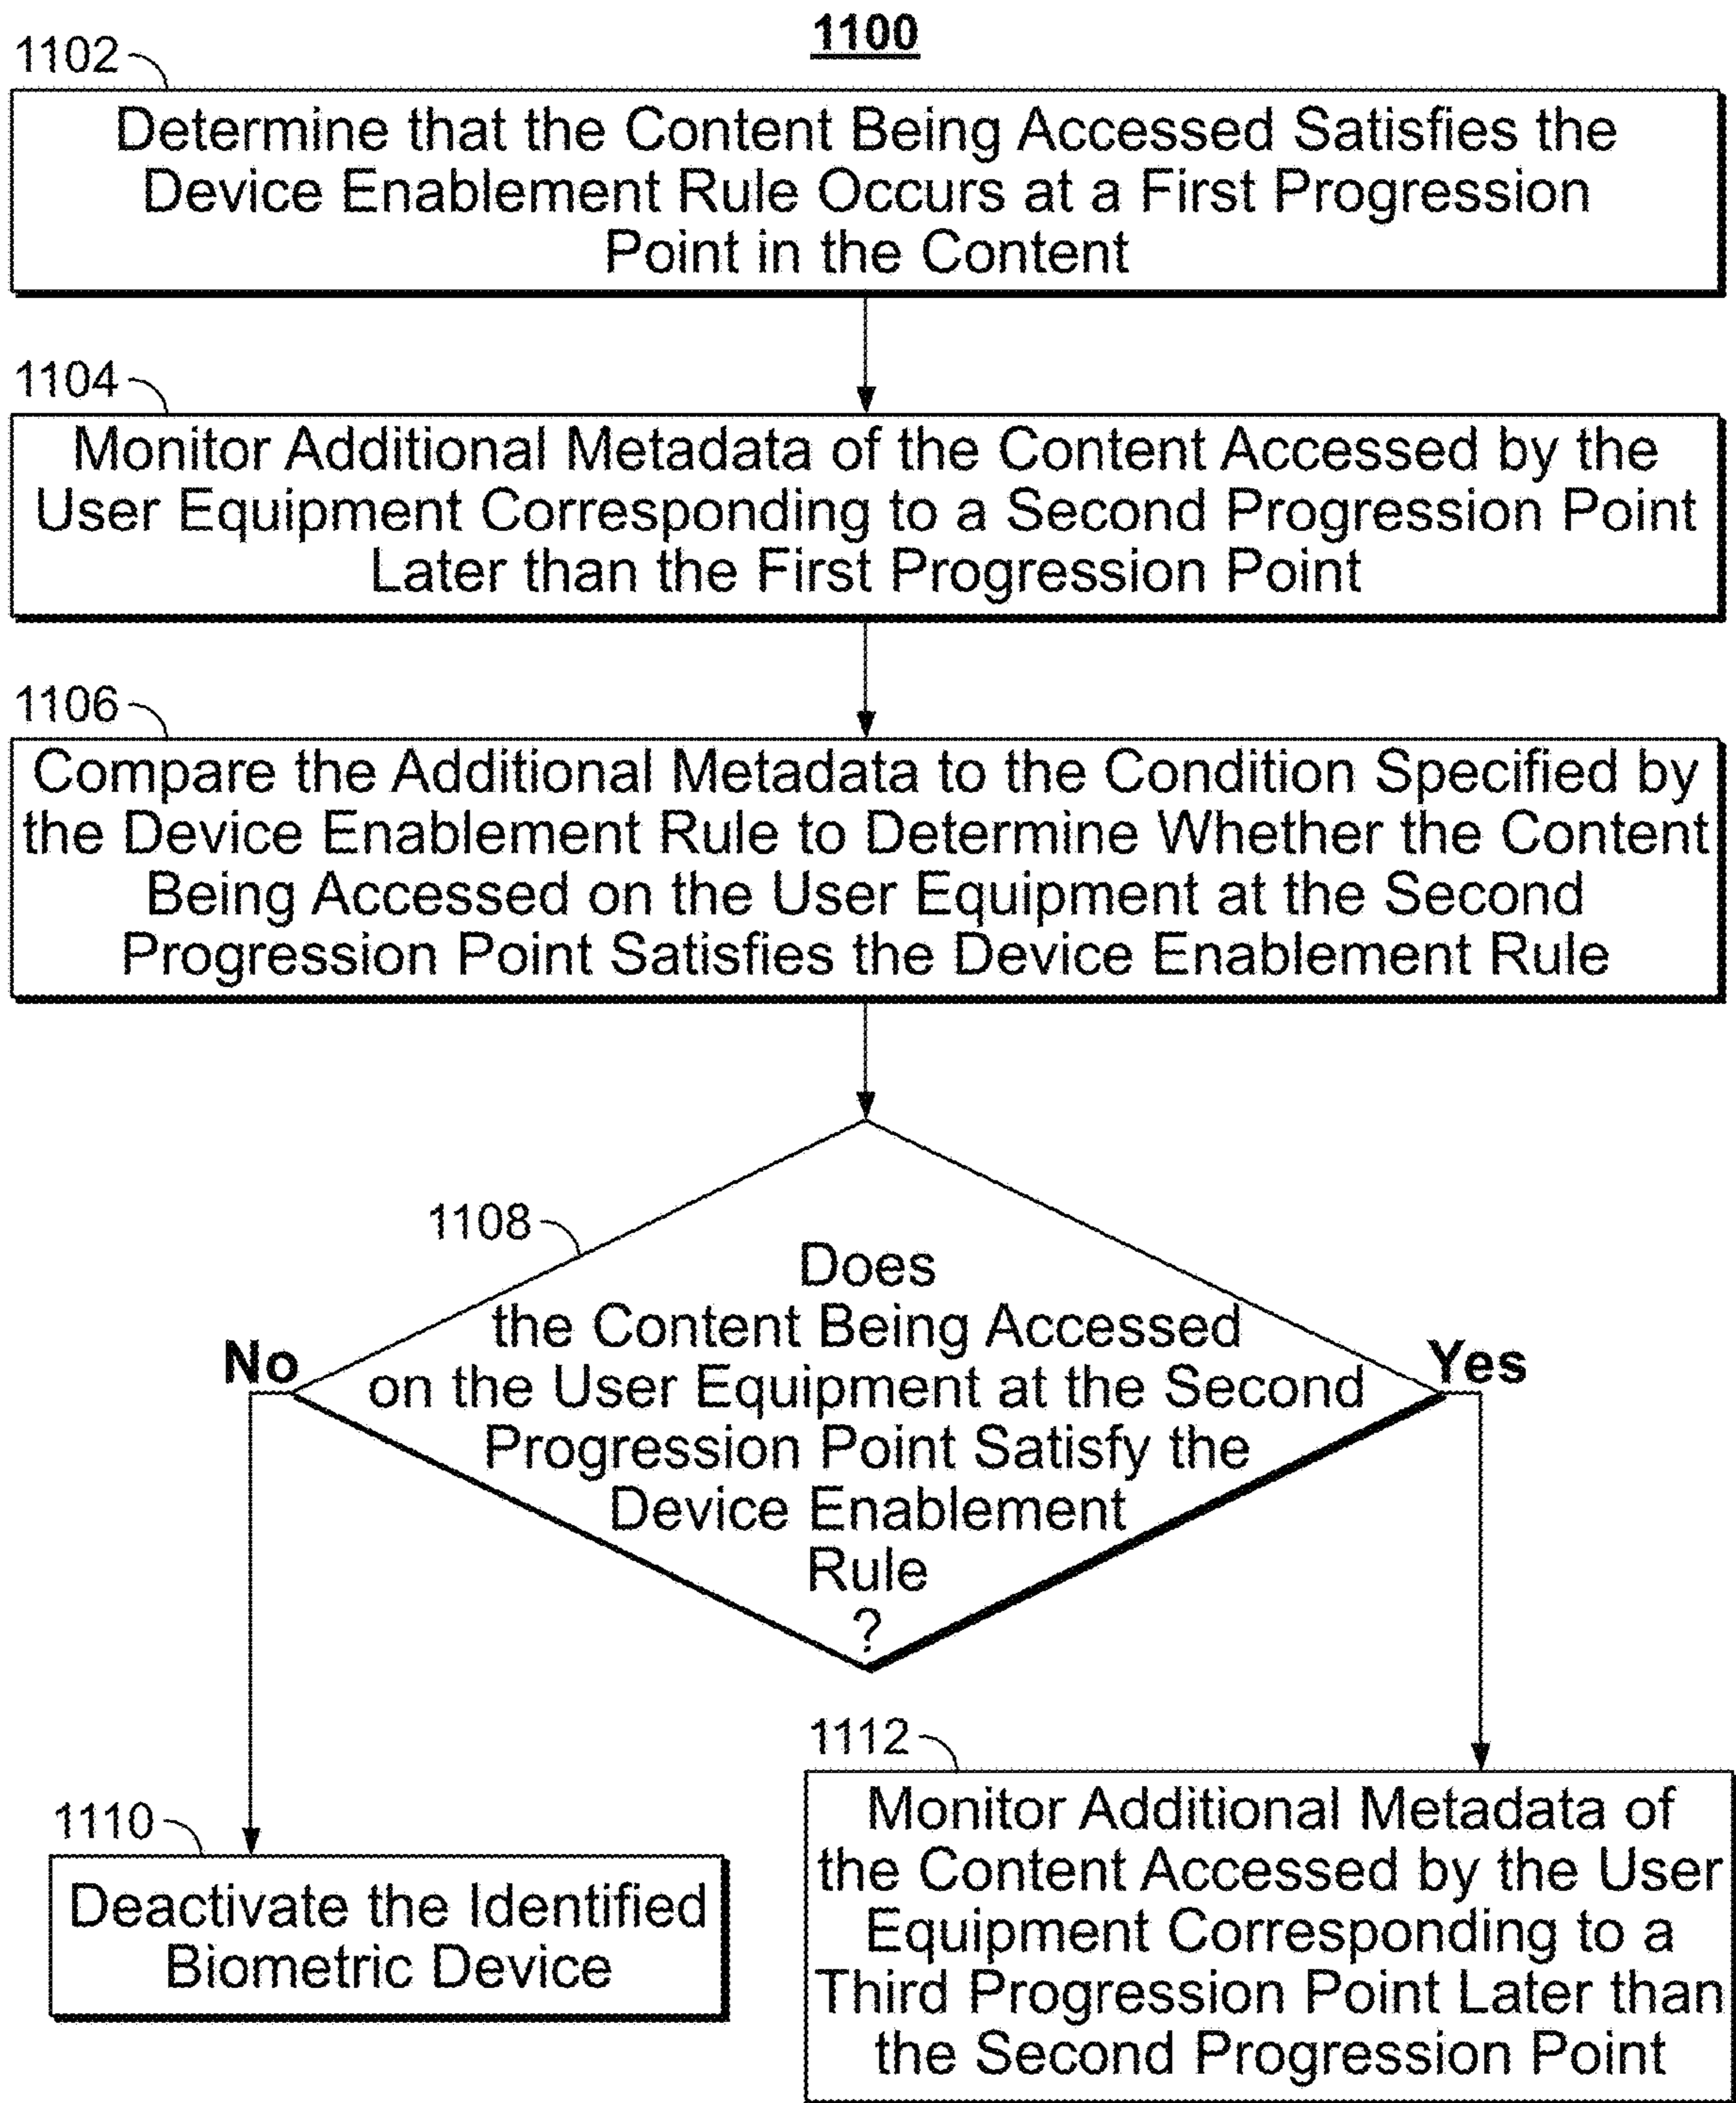 1100
1102
Determine that the Content Being Accessed Satisfies the
Device Enablement Rule Occurs at a First Progression
Point in the Content
1104
Monitor Additional Metadata of the Content Accessed by the
User Equipment Corresponding to a Second Progression Point
Later than the First Progression Point
1106
Compare the Additional Metadata to the Condition Specified by
the Device Enablement Rule to Determine Whether the Content
Being Accessed on the User Equipment at the Second
Progression Point Satisfies the Device Enablement Rule
1108
Does
the Content Being Accessed
on the User Equipment at the Second
Progression Point Satisfy the
Device Enablement
Rule
?
No
Yes
1110
Deactivate the Identified
Biometric Device
1112
Monitor Additional Metadata of
the Content Accessed by the User
Equipment Corresponding to a
Third Progression Point Later than
the Second Progression Point